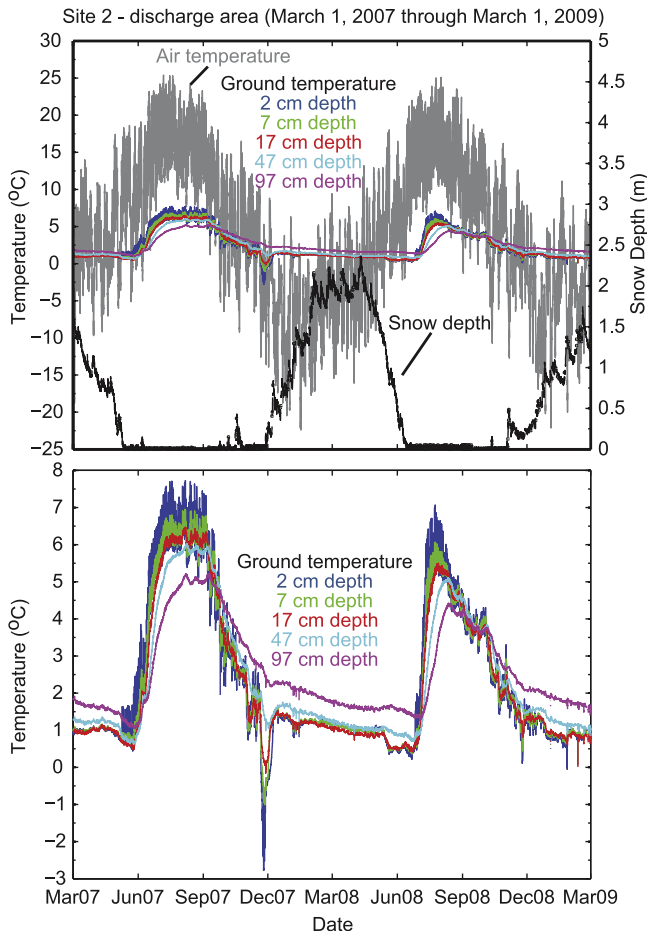 Site 2 - discharge area (March 1, 2007 through March 1, 2009)
30
25
20
15
10
5
0
−5
−10
−15
−20
−25
Temperature (ºC)
5
4.5
4
3.5
3
2.5
2
1.5
1
0.5
0
Snow Depth (m)
Air temperature
Ground temperature
2 cm depth
7 cm depth
17 cm depth
47 cm depth
97 cm depth
Snow depth
8
7
6
5
4
3
2
1
0
−1
−2
−3
Temperature (ºC)
Ground temperature
2 cm depth
7 cm depth
17 cm depth
47 cm depth
97 cm depth
Mar07 Jun07 Sep07 Dec07 Mar08 Jun08 Sep08 Dec08 Mar09
Date